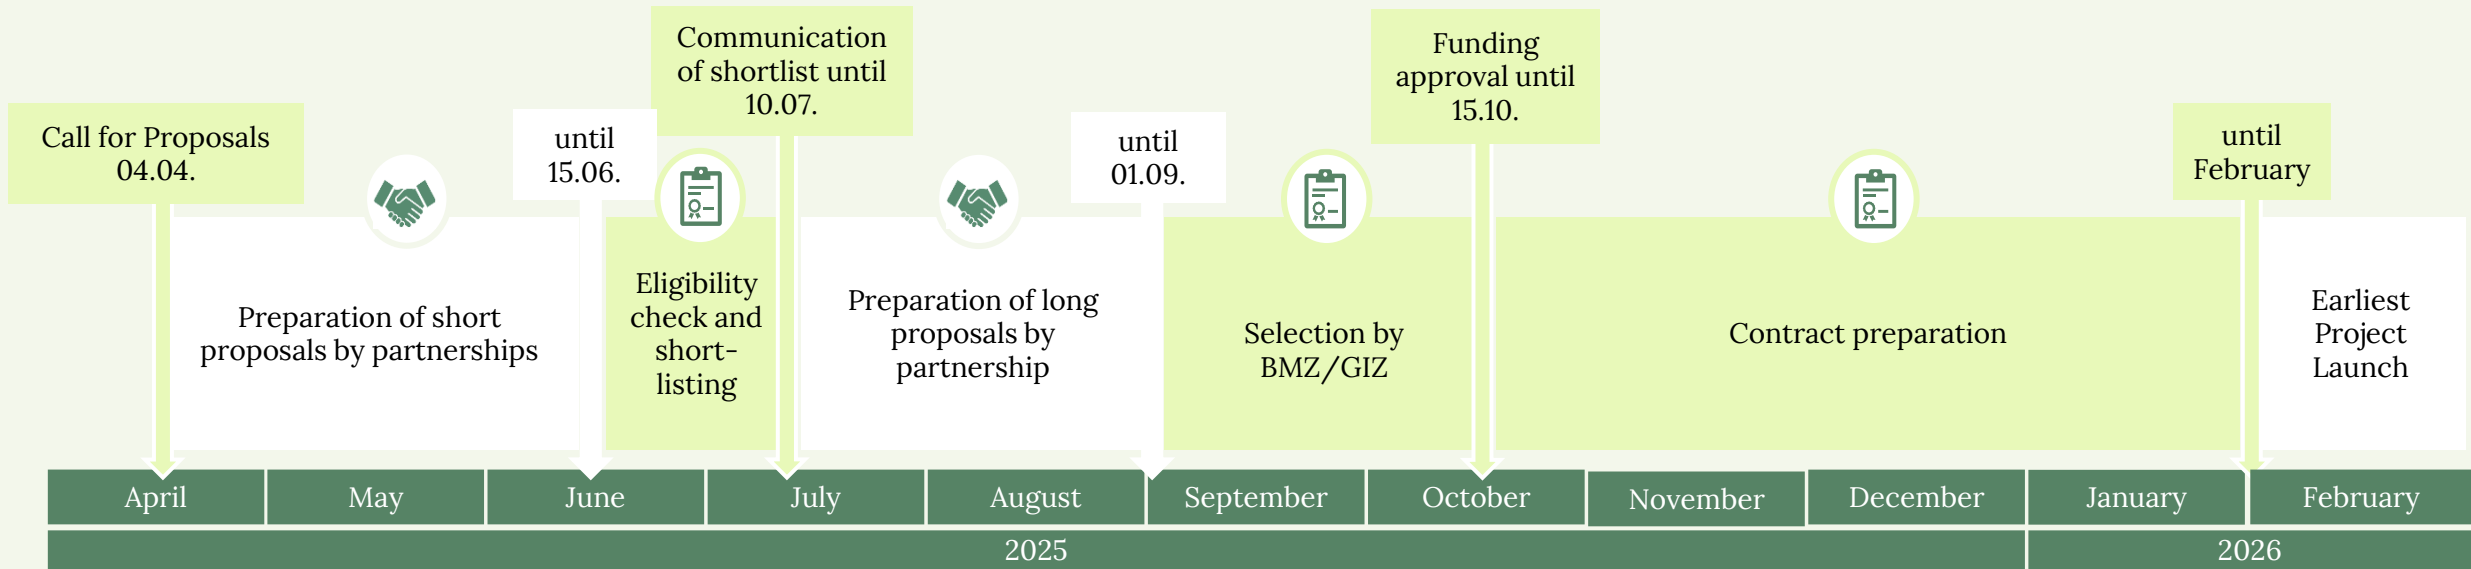 Call for Proposals
04.04.
until
15.06.
Communication
of shortlist until
10.07.
until
01.09.
Funding
approval until
15.10.
until
February
Preparation of short
proposals by partnerships
Eligibility
check and
short-
listing
Preparation of long
proposals by
partnership
Selection by
BMZ/GIZ
Contract preparation
Earliest
Project
Launch
April
May
June
July
August
September
October
November
December
January
February
2025
2026